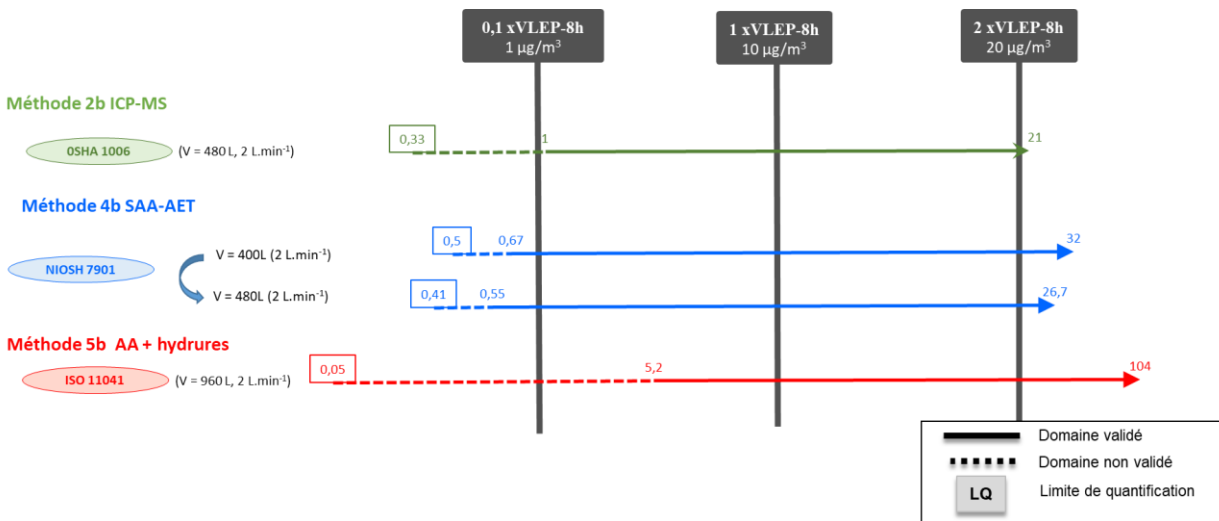 0,1 xVLEP-8h
1 µg/m³
1 xVLEP-8h
10 µg/m³
2 xVLEP-8h
20 µg/m³
Méthode 2b ICP-MS
0SHA 1006
(V = 480 L, 2 L.min⁻¹)
0,33
1
21
Méthode 4b SAA-AET
NIOSH 7901
V = 400L (2 L.min⁻¹)
0,5
0,67
32
V = 480L (2 L.min⁻¹)
0,41
0,55
26,7
Méthode 5b AA + hydrures
ISO 11041
(V = 960 L, 2 L.min⁻¹)
0,05
5,2
104
Domaine validé
Domaine non validé
LQ
Limite de quantification